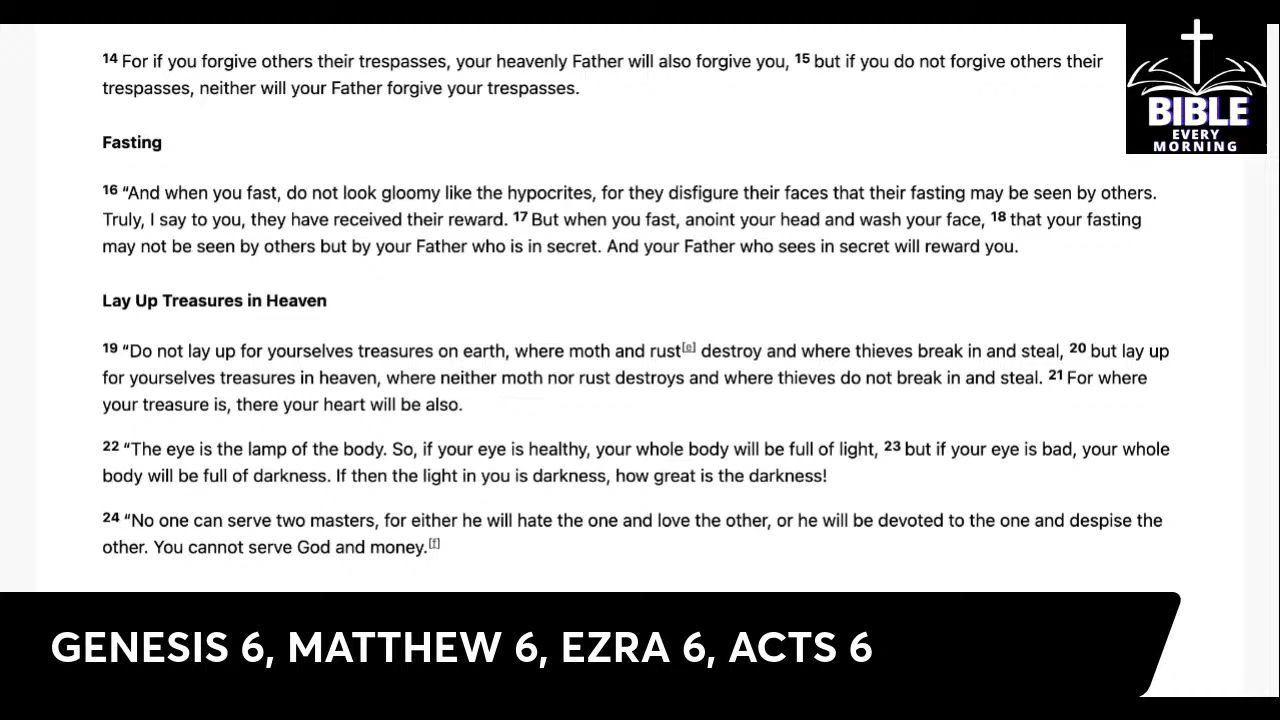 14 For if you forgive others their trespasses, your heavenly Father will also forgive you, 15 but if you do not forgive others their
trespasses, neither will your Father forgive your trespasses.
BIBLE
EVERY
MORNING
Fasting
16 “And when you fast, do not look gloomy like the hypocrites, for they disfigure their faces that their fasting may be seen by others.
Truly, I say to you, they have received their reward. 17 But when you fast, anoint your head and wash your face, 18 that your fasting
may not be seen by others but by your Father who is in secret. And your Father who sees in secret will reward you.
Lay Up Treasures in Heaven
19 “Do not lay up for yourselves treasures on earth, where moth and rust[e] destroy and where thieves break in and steal, 20 but lay up
for yourselves treasures in heaven, where neither moth nor rust destroys and where thieves do not break in and steal. 21 For where
your treasure is, there your heart will be also.
22 “The eye is the lamp of the body. So, if your eye is healthy, your whole body will be full of light, 23 but if your eye is bad, your whole
body will be full of darkness. If then the light in you is darkness, how great is the darkness!
24 “No one can serve two masters, for either he will hate the one and love the other, or he will be devoted to the one and despise the
other. You cannot serve God and money.[f]
GENESIS 6, MATTHEW 6, EZRA 6, ACTS 6